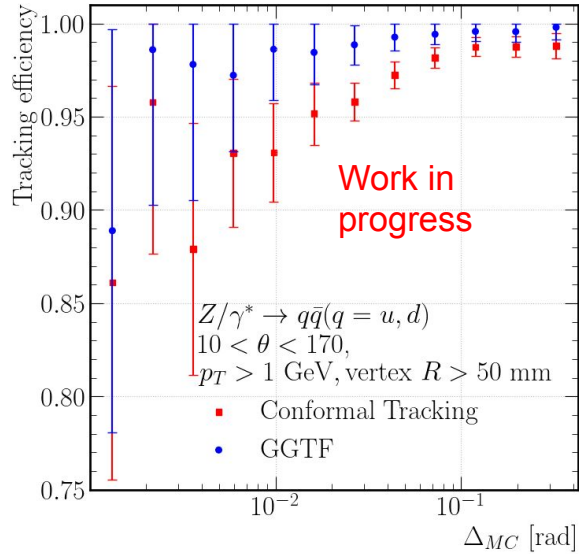 Tracking efficiency
1.00
0.95
0.90
0.85
0.80
0.75
Work in
progress
Z/γ* → qq̄(q = u, d)
10 < θ < 170,
p_T > 1 GeV, vertex R > 50 mm
Conformal Tracking
GGTF
10⁻²
10⁻¹
Δ_MC [rad]